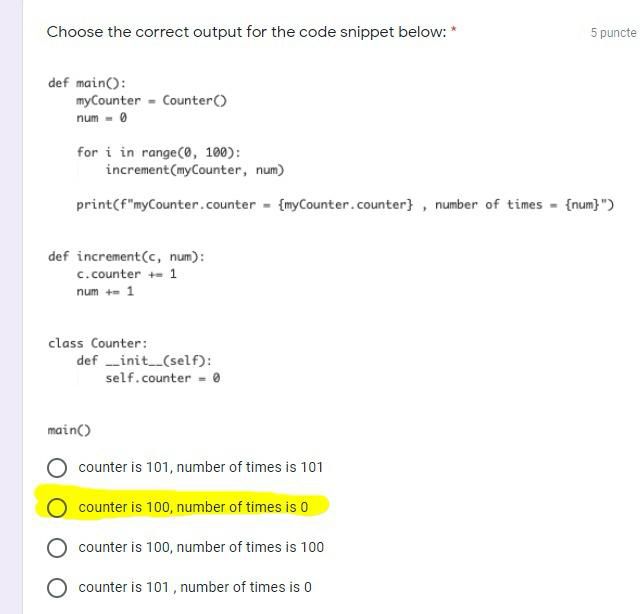 Choose the correct output for the code snippet below: *
5 puncte
def main():
    myCounter = Counter()
    num = 0
    for i in range(0, 100):
        increment(myCounter, num)
    print(f"myCounter.counter = {myCounter.counter} , number of times = {num}")
def increment(c, num):
    c.counter += 1
    num += 1
class Counter:
    def __init__(self):
        self.counter = 0
main()
counter is 101, number of times is 101
counter is 100, number of times is 0
counter is 100, number of times is 100
counter is 101 , number of times is 0